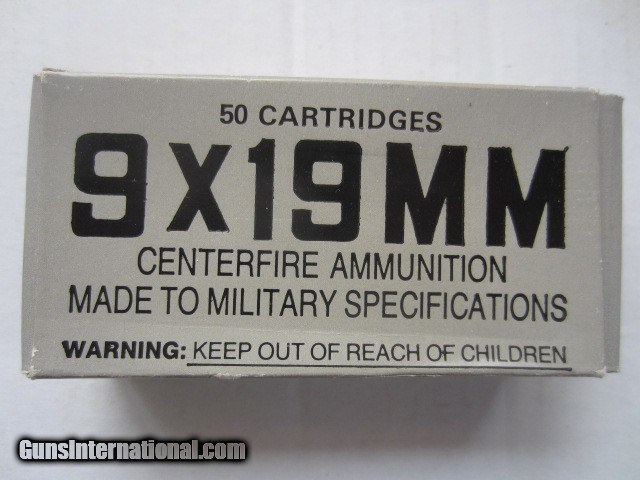 50 CARTRIDGES
9X19MM
CENTERFIRE AMMUNITION
MADE TO MILITARY SPECIFICATIONS
WARNING: KEEP OUT OF REACH OF CHILDREN
GunsInternational.com